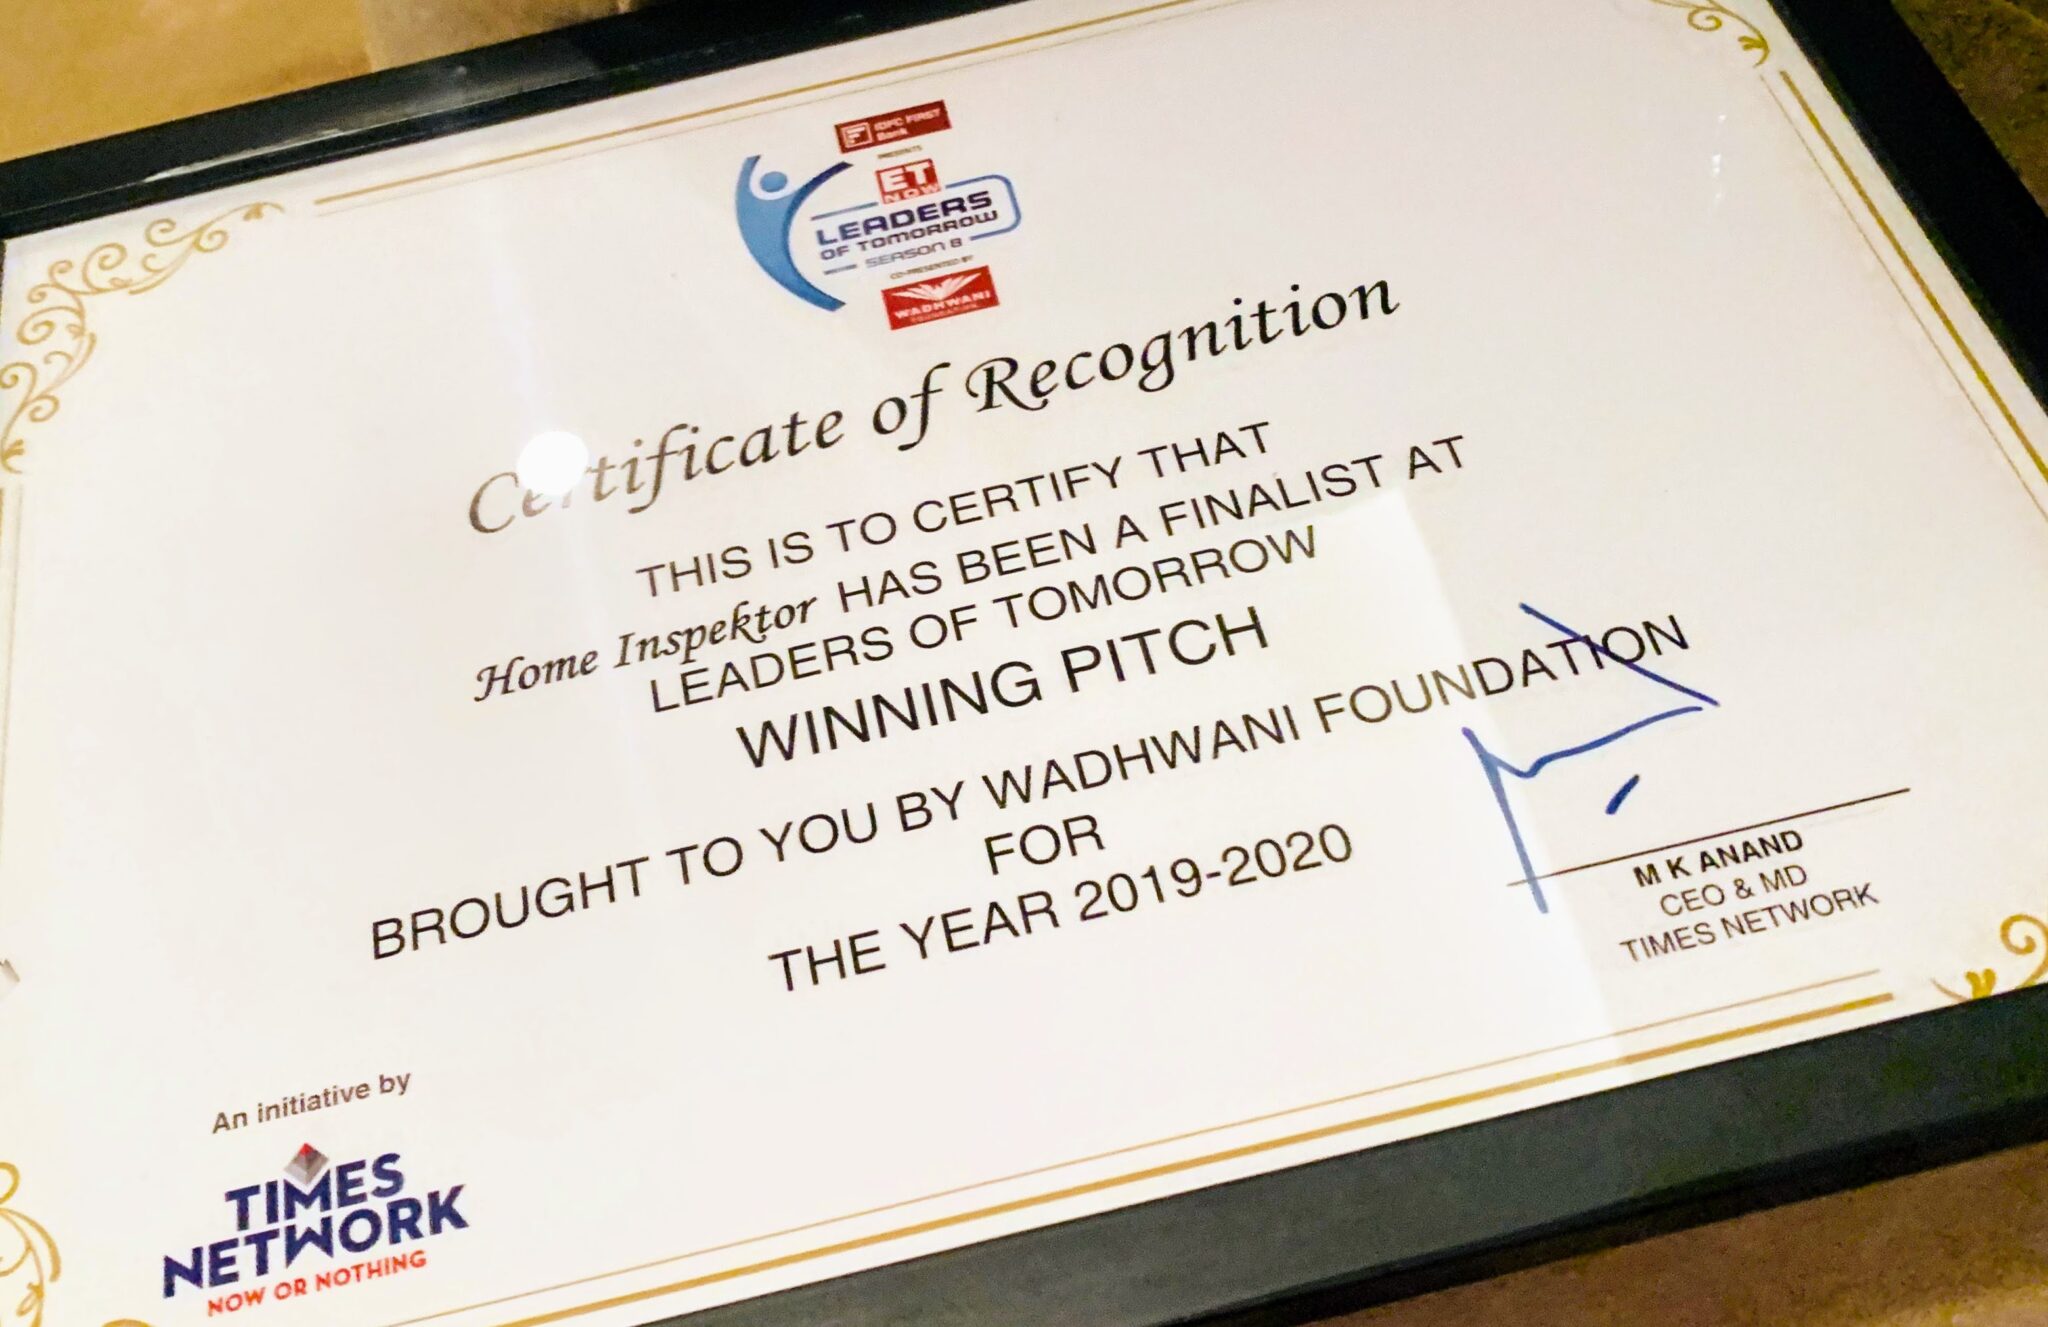 IDFC FIRST
Bank
PRESENTS
ET
NOW
LEADERS
OF TOMORROW
SEASON 8
CO-PRESENTED BY
WADHWANI
FOUNDATION
Certificate of Recognition
THIS IS TO CERTIFY THAT
Home Inspektor HAS BEEN A FINALIST AT
LEADERS OF TOMORROW
WINNING PITCH
BROUGHT TO YOU BY WADHWANI FOUNDATION
FOR
THE YEAR 2019-2020
M K ANAND
CEO & MD
TIMES NETWORK
An initiative by
TIMES
NETWORK
NOW OR NOTHING